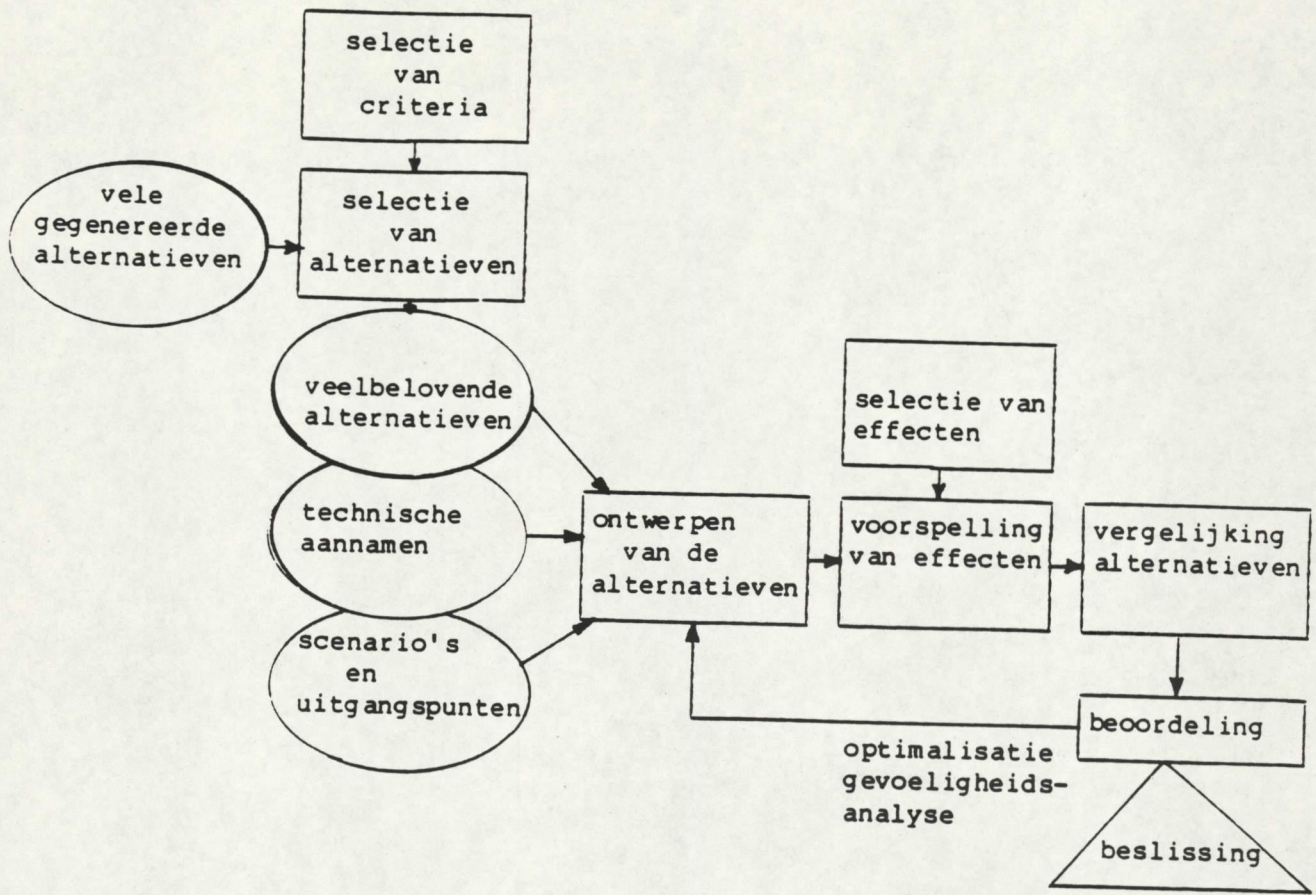 selectie
van
criteria
vele
gegenereerde
alternatieven
selectie
van
alternatieven
veelbelovende
alternatieven
technische
aannamen
scenario's
en
uitgangspunten
ontwerpen
van de
alternatieven
selectie van
effecten
voorspelling
van effecten
vergelijking
alternatieven
beoordeling
optimalisatie
gevoeligheids-
analyse
beslissing